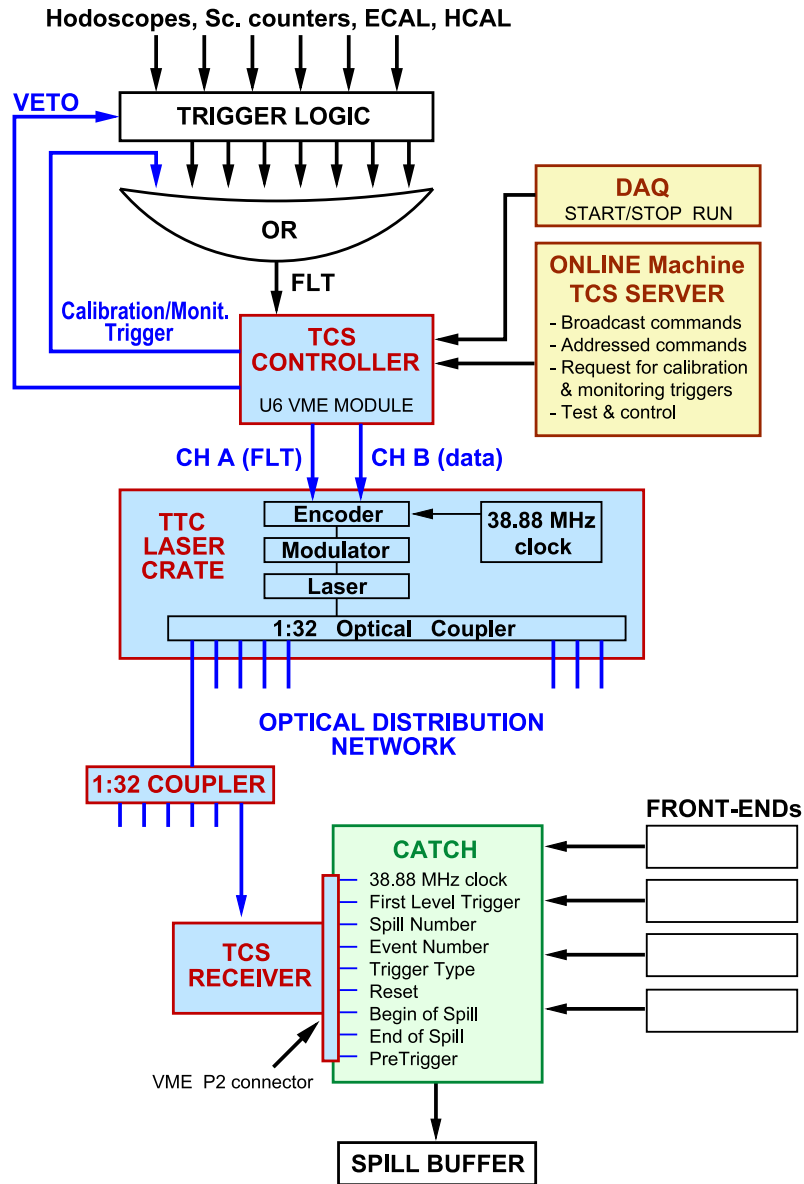 Hodoscopes, Sc. counters, ECAL, HCAL
VETO
TRIGGER LOGIC
OR
FLT
Calibration/Monit.
Trigger
DAQ
START/STOP RUN
ONLINE Machine
TCS SERVER
- Broadcast commands
- Addressed commands
- Request for calibration
& monitoring triggers
- Test & control
TCS
CONTROLLER
U6 VME MODULE
CH A (FLT)
CH B (data)
TTC
LASER
CRATE
Encoder
Modulator
Laser
38.88 MHz
clock
1:32 Optical Coupler
OPTICAL DISTRIBUTION
NETWORK
1:32 COUPLER
FRONT-ENDs
CATCH
38.88 MHz clock
First Level Trigger
Spill Number
Event Number
Trigger Type
Reset
Begin of Spill
End of Spill
PreTrigger
TCS
RECEIVER
VME P2 connector
SPILL BUFFER